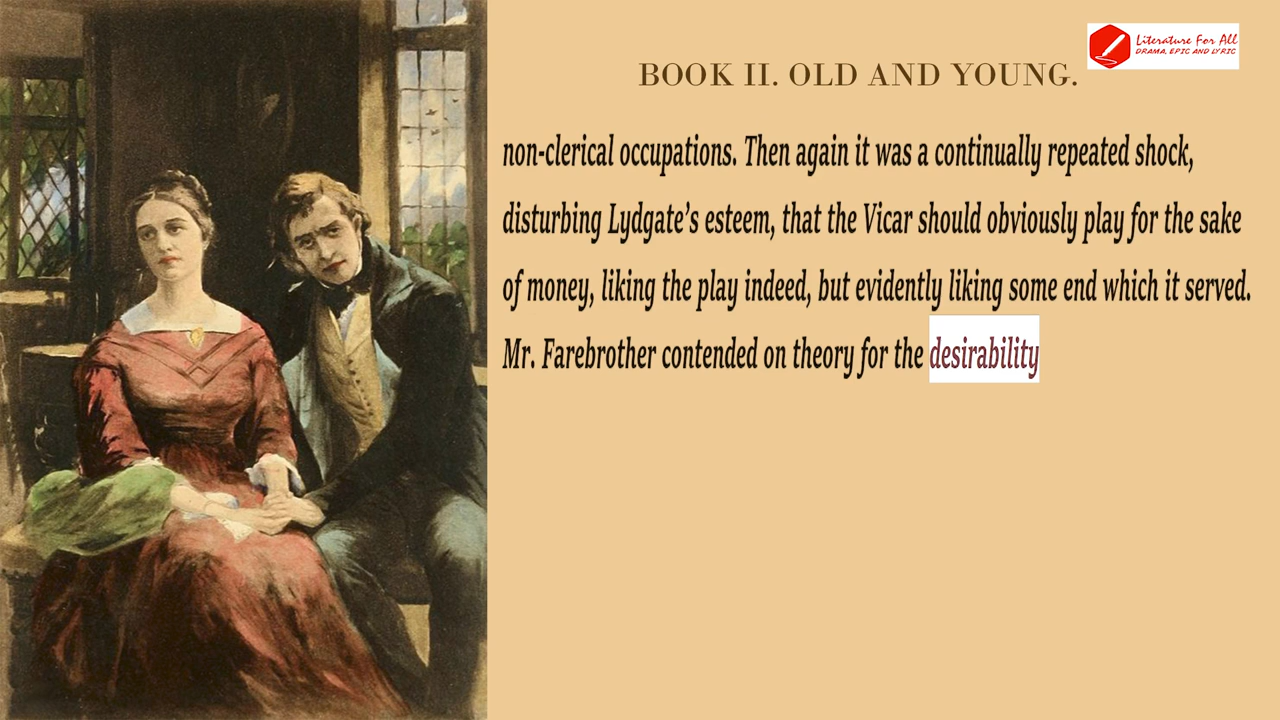 Literature For All
DRAMA, EPIC AND LYRIC
BOOK II. OLD AND YOUNG.
non-clerical occupations. Then again it was a continually repeated shock,
disturbing Lydgate’s esteem, that the Vicar should obviously play for the sake
of money, liking the play indeed, but evidently liking some end which it served.
Mr. Farebrother contended on theory for the desirability